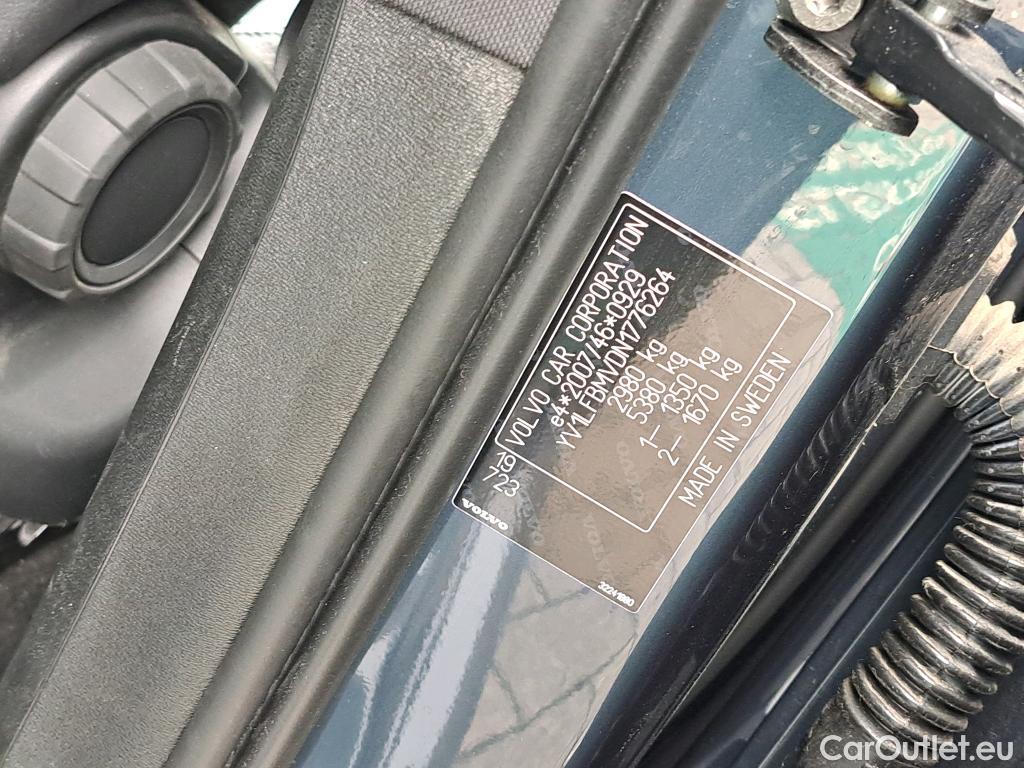 VOLVO CAR CORPORATION
e4*2007/46*0929
YV1LFBMVDN1776264
2980 kg
5380 kg
1– 1350 kg
2– 1670 kg
19
723
MADE IN SWEDEN
VOLVO
32241980
CarOutlet.eu